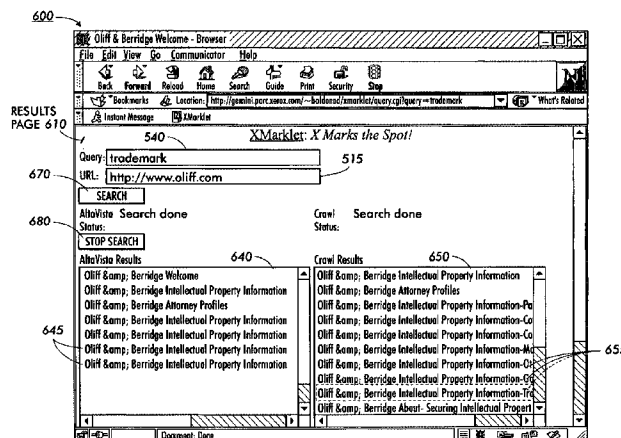 600
Oliff & Berridge Welcome - Browser
File Edit View Go Communicator Help
Back Forward Reload Home Search Guide Print Security Stop
Bookmarks Location: http://gemini.parc.xerox.com/~baldonad/xmarklet/query.cgi?query=trademark What's Related
Instant Message XMarklet
RESULTS
PAGE 610
540
XMarklet: X Marks the Spot!
Query: trademark
URL: http://www.oliff.com
515
670
SEARCH
AltaVista Search done
Status:
Crawl Search done
Status:
680
STOP SEARCH
AltaVista Results
640
Oliff &amp; Berridge Welcome
Oliff &amp; Berridge Intellectual Property Information
Oliff &amp; Berridge Attorney Profiles
Oliff &amp; Berridge Intellectual Property Information
Oliff &amp; Berridge Intellectual Property Information
Oliff &amp; Berridge Intellectual Property Information
Oliff &amp; Berridge Intellectual Property Information
645
Crawl Results
650
Oliff &amp; Berridge Intellectual Property Information
Oliff &amp; Berridge Attorney Profiles
Oliff &amp; Berridge Intellectual Property Information-Pa
Oliff &amp; Berridge Intellectual Property Information-Co
Oliff &amp; Berridge Intellectual Property Information-Co
Oliff &amp; Berridge Intellectual Property Information-Ma
Oliff &amp; Berridge Intellectual Property
Oliff &amp; Berridge Intellectual Property
Oliff &amp; Berridge Intellectual Property Information-Tra
Oliff &amp; Berridge About- Securing Intellectual Propert
Document: Done